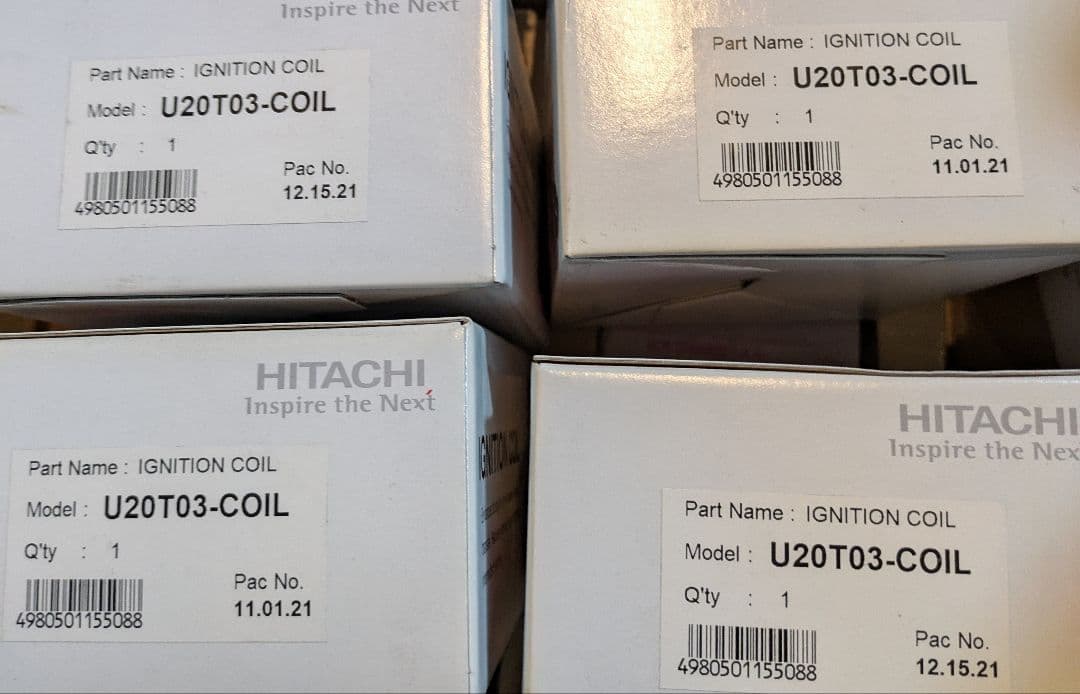 Inspire the Next
Part Name : IGNITION COIL
Model : U20T03-COIL
Q'ty : 1
Pac No.
12.15.21
4980501155088
Part Name : IGNITION COIL
Model : U20T03-COIL
Q'ty : 1
Pac No.
11.01.21
4980501155088
HITACHI
Inspire the Next
Part Name : IGNITION COIL
Model : U20T03-COIL
Q'ty : 1
Pac No.
11.01.21
4980501155088
IGNITION COIL
HITACHI
Inspire the Nex
Part Name : IGNITION COIL
Model : U20T03-COIL
Q'ty : 1
Pac No.
12.15.21
4980501155088